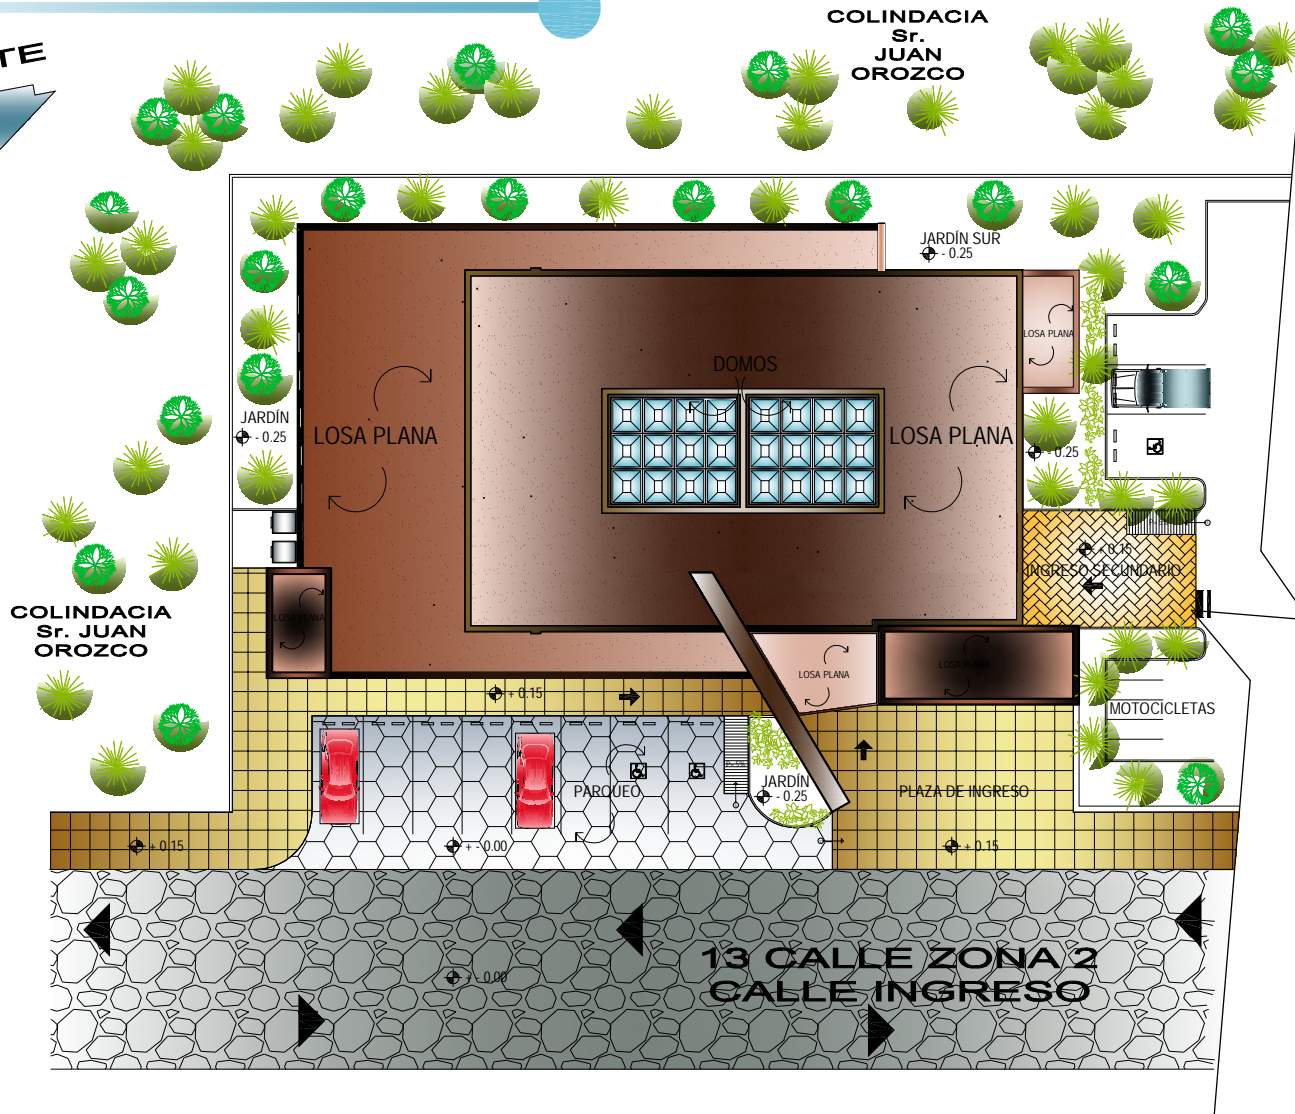 TE
COLINDACIA
Sr.
JUAN
OROZCO
JARDÍN SUR
- 0.25
LOSA PLANA
DOMOS
JARDÍN
- 0.25
LOSA PLANA
LOSA PLANA
- 0.25
+ 0.15
INGRESO SECUNDARIO
COLINDACIA
Sr. JUAN
OROZCO
LOSA PLANA
LOSA PLANA
LOSA PLANA
+ 0.15
MOTOCICLETAS
JARDÍN
- 0.25
PARQUEO
PLAZA DE INGRESO
+ 0.15
+ - 0.00
+ 0.15
13 CALLE ZONA 2
CALLE INGRESO
+ - 0.00